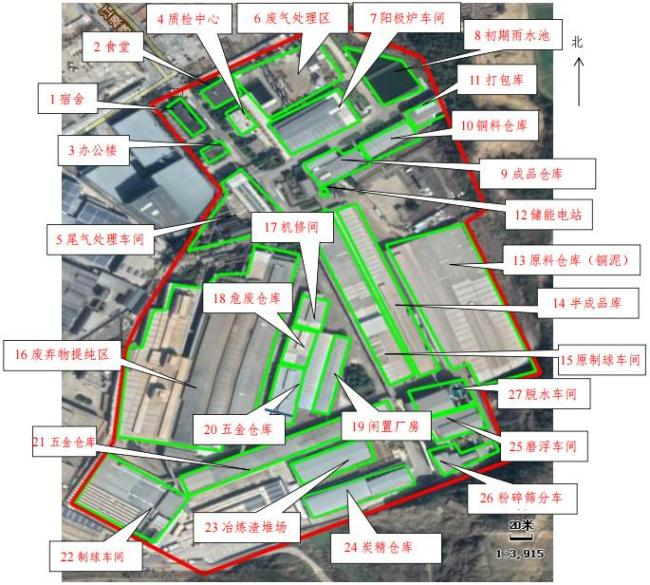 4 质检中心
6 废气处理区
7 阳极炉车间
8 初期雨水池
2 食堂
北
11 打包库
1 宿舍
10 铜料仓库
3 办公楼
9 成品仓库
12 储能电站
17 机修间
5 尾气处理车间
13 原料仓库（铜泥）
18 危废仓库
14 半成品库
16 废弃物提纯区
15 原制球车间
27 脱水车间
20 五金仓库
19 闲置厂房
21 五金仓库
25 磨浮车间
26 粉碎筛分车
23 冶炼渣堆场
20米
24 炭精仓库
22 制球车间
1:3,915